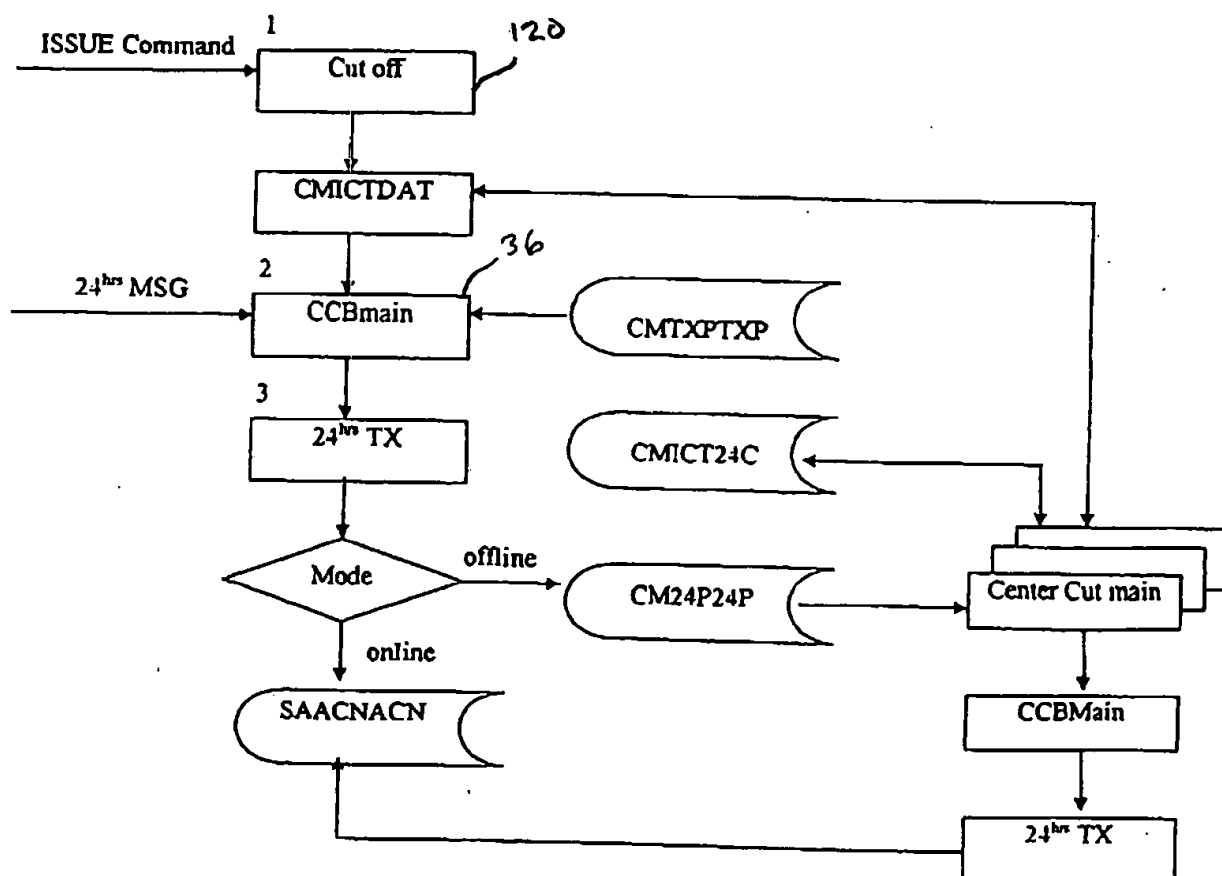 1
120
ISSUE Command
Cut off
CMICTDAT
36
2
24hrs MSG
CCBmain
CMTXPTXP
3
24hrs TX
CMICT24C
Mode
offline
CM24P24P
Center Cut main
online
SAACNACN
CCBMain
24hrs TX